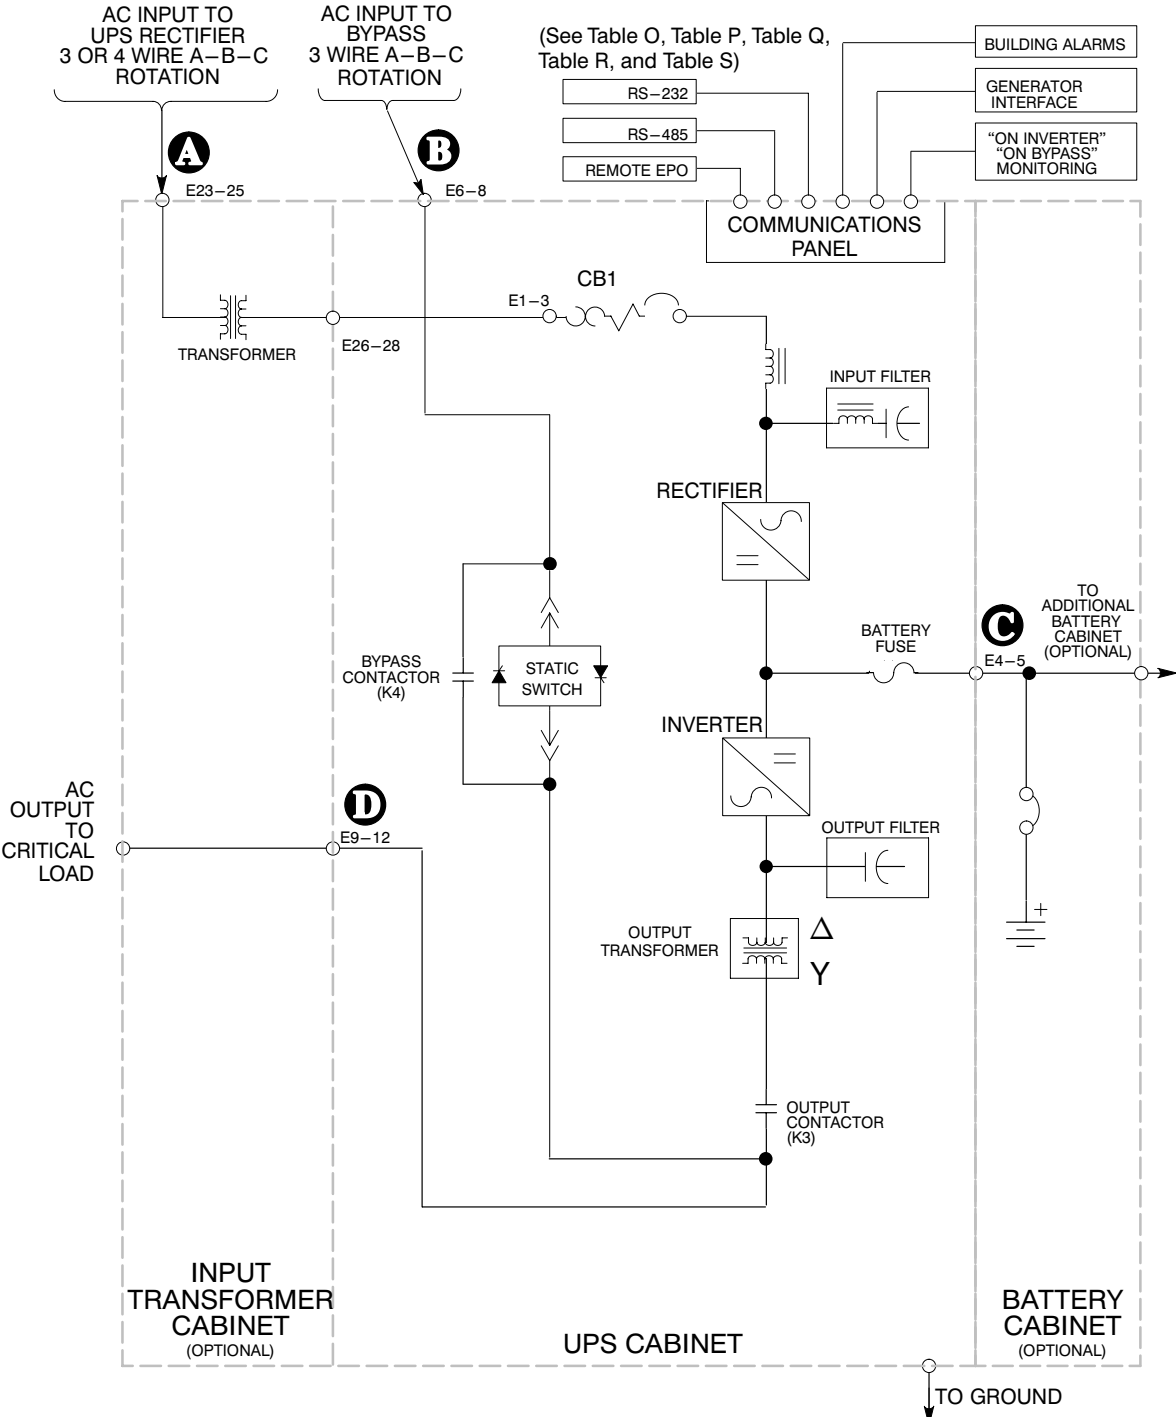 AC INPUT TO
UPS RECTIFIER
3 OR 4 WIRE A–B–C
ROTATION
AC INPUT TO
BYPASS
3 WIRE A–B–C
ROTATION
(See Table O, Table P, Table Q,
Table R, and Table S)
RS–232
RS–485
REMOTE EPO
BUILDING ALARMS
GENERATOR
INTERFACE
“ON INVERTER”
“ON BYPASS”
MONITORING
A
B
E23–25
E6–8
COMMUNICATIONS
PANEL
CB1
E1–3
E26–28
TRANSFORMER
INPUT FILTER
RECTIFIER
TO
ADDITIONAL
BATTERY
CABINET
(OPTIONAL)
C
E4–5
BATTERY
FUSE
BYPASS
CONTACTOR
(K4)
STATIC
SWITCH
INVERTER
AC
OUTPUT
TO
CRITICAL
LOAD
D
E9–12
OUTPUT FILTER
+
OUTPUT
TRANSFORMER
Δ
Y
OUTPUT
CONTACTOR
(K3)
INPUT
TRANSFORMER
CABINET
(OPTIONAL)
UPS CABINET
BATTERY
CABINET
(OPTIONAL)
TO GROUND